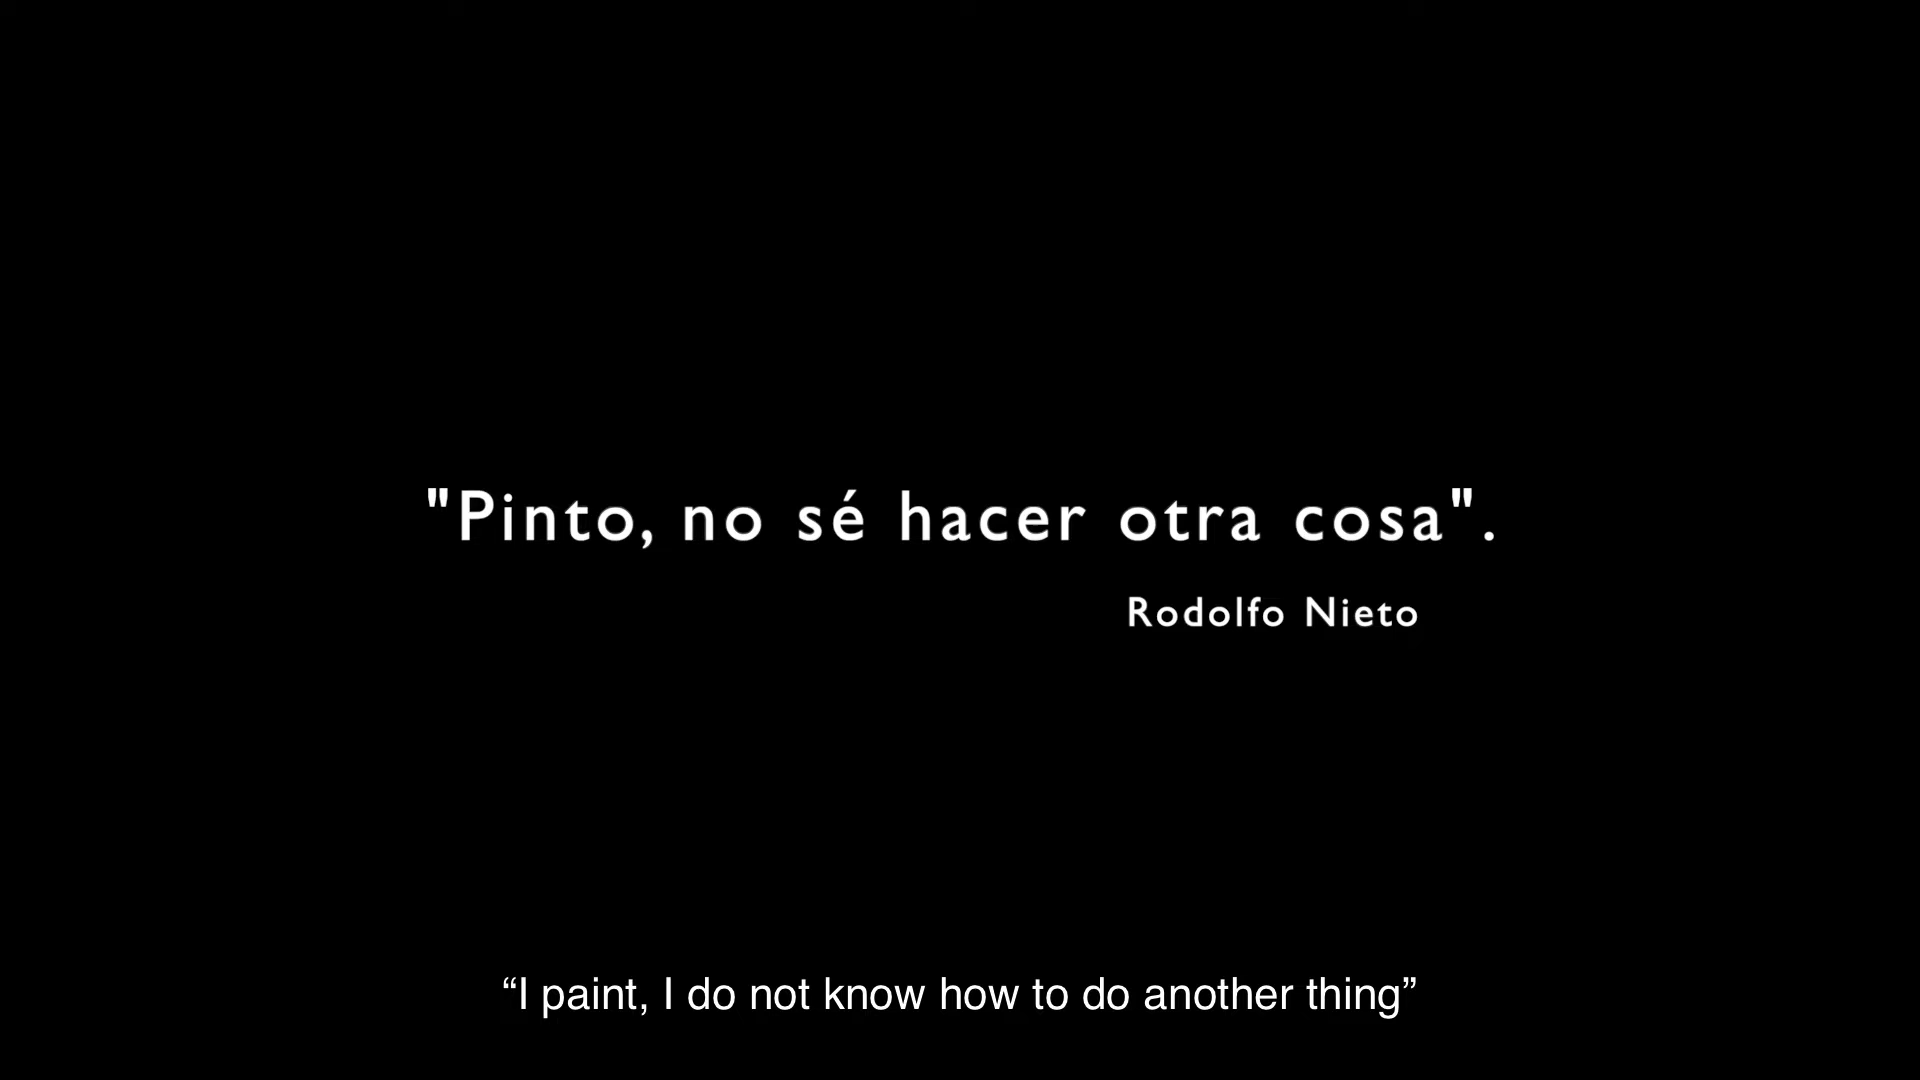 "Pinto, no sé hacer otra cosa".
Rodolfo Nieto
“I paint, I do not know how to do another thing”